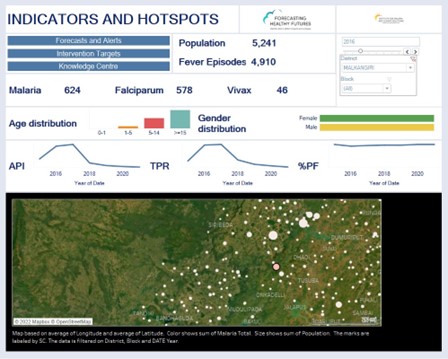 INDICATORS AND HOTSPOTS
FORECASTING
HEALTHY FUTURES
Forecasts and Alerts
Intervention Targets
Knowledge Centre
Population 5,241
Fever Episodes 4,910
2016
District
MALKANGIRI
Block
Malaria 624 Falciparum 578 Vivax 46
Age distribution
0-1 1-5 5-14 >=15
Gender
distribution
Female
Male
API
2016 2018 2020
Year of Date
TPR
2016 2018 2020
Year of Date
%PF
2016 2018 2020
Year of Date
© 2022 Mapbox © OpenStreetMap
Map based on average of Longitude and average of Latitude. Color shows sum of Malaria Total. Size shows sum of Population. The marks are
labeled by SC. The data is filtered on District, Block and DATE Year.